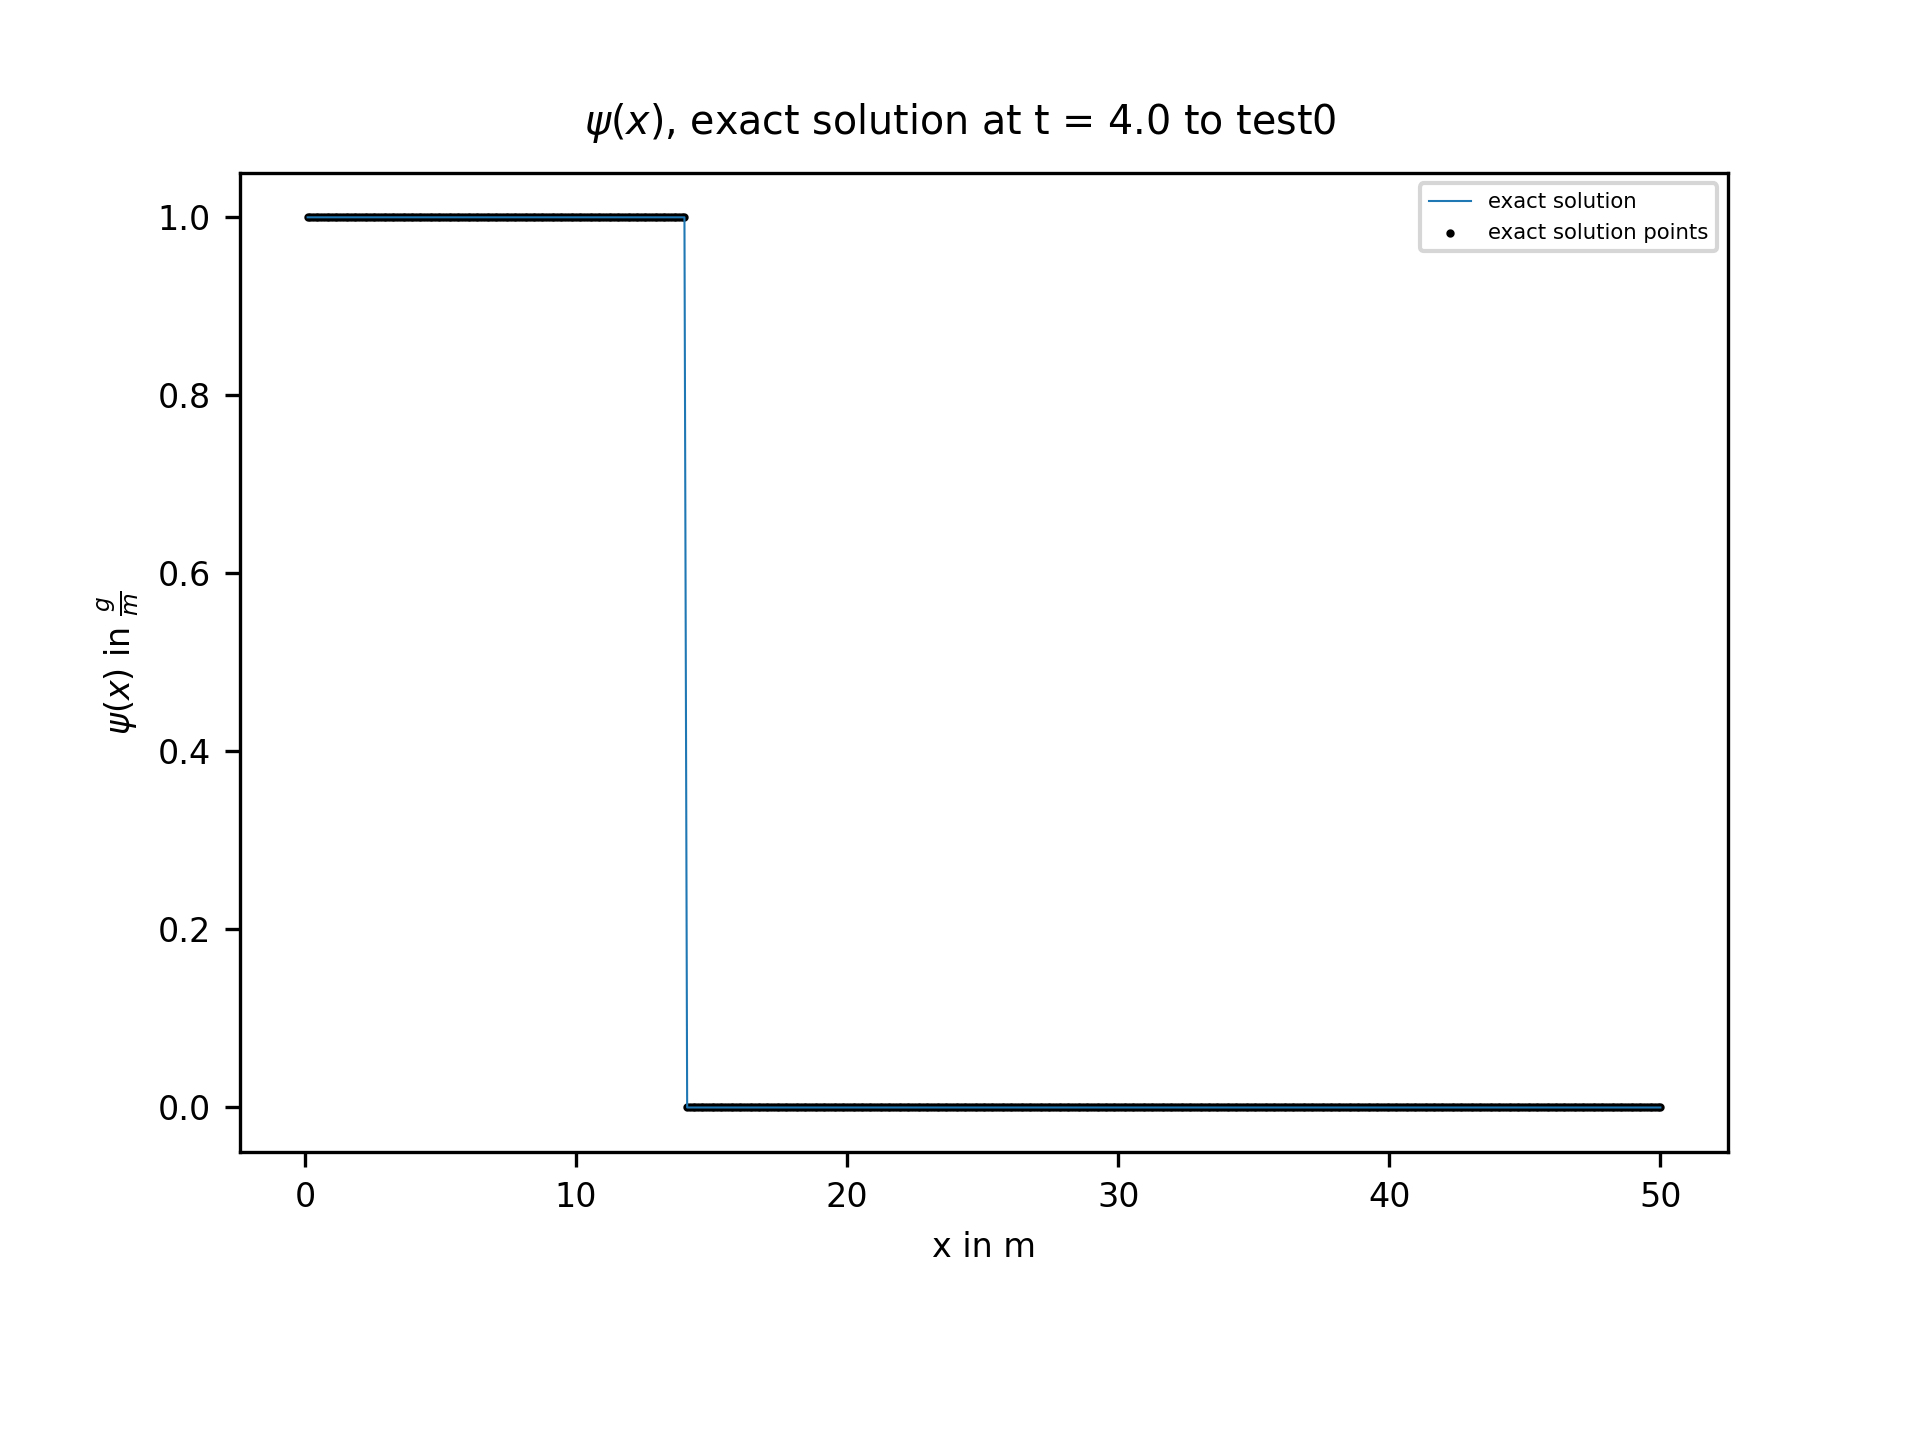 ψ(x), exact solution at t = 4.0 to test0
exact solution
exact solution points
1.0
0.8
0.6
0.4
0.2
0.0
ψ(x) in g/m
0 10 20 30 40 50
x in m